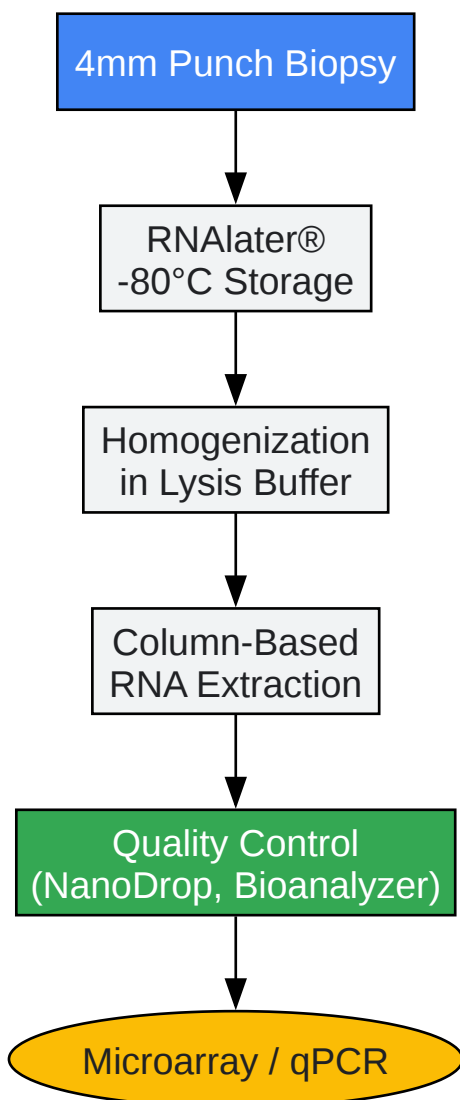 4mm Punch Biopsy
RNAlater®
-80°C Storage
Homogenization
in Lysis Buffer
Column-Based
RNA Extraction
Quality Control
(NanoDrop, Bioanalyzer)
Microarray / qPCR